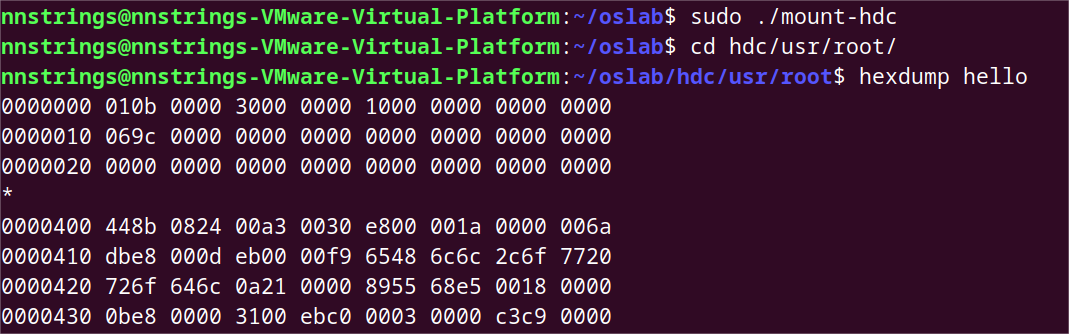 nnstrings@nnstrings-VMware-Virtual-Platform:~/oslab$ sudo ./mount-hdc
nnstrings@nnstrings-VMware-Virtual-Platform:~/oslab$ cd hdc/usr/root/
nnstrings@nnstrings-VMware-Virtual-Platform:~/oslab/hdc/usr/root$ hexdump hello
0000000 010b 0000 3000 0000 1000 0000 0000 0000
0000010 069c 0000 0000 0000 0000 0000 0000 0000
0000020 0000 0000 0000 0000 0000 0000 0000 0000
*
0000400 448b 0824 00a3 0030 e800 001a 0000 006a
0000410 dbe8 000d eb00 00f9 6548 6c6c 2c6f 7720
0000420 726f 646c 0a21 0000 8955 68e5 0018 0000
0000430 0be8 0000 3100 ebc0 0003 0000 c3c9 0000